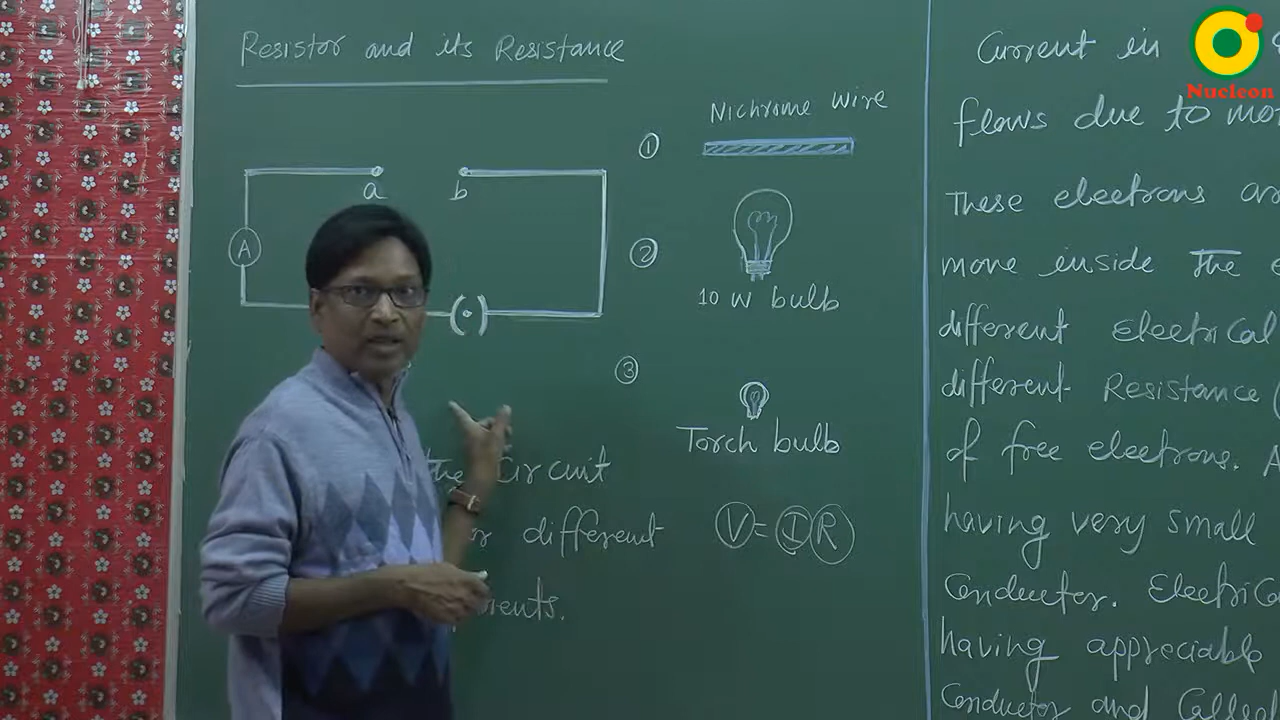 Resistor and its Resistance
a b
A
the Circuit
different
① Nichrome wire
②
10 W bulb
③
Torch bulb
V = I R
Current in
flows due to
These electrons
move inside The
different Electrical
different Resistance
of free electrons.
having very small
Conductor.
having appreciable
Conductor and
Nucleon